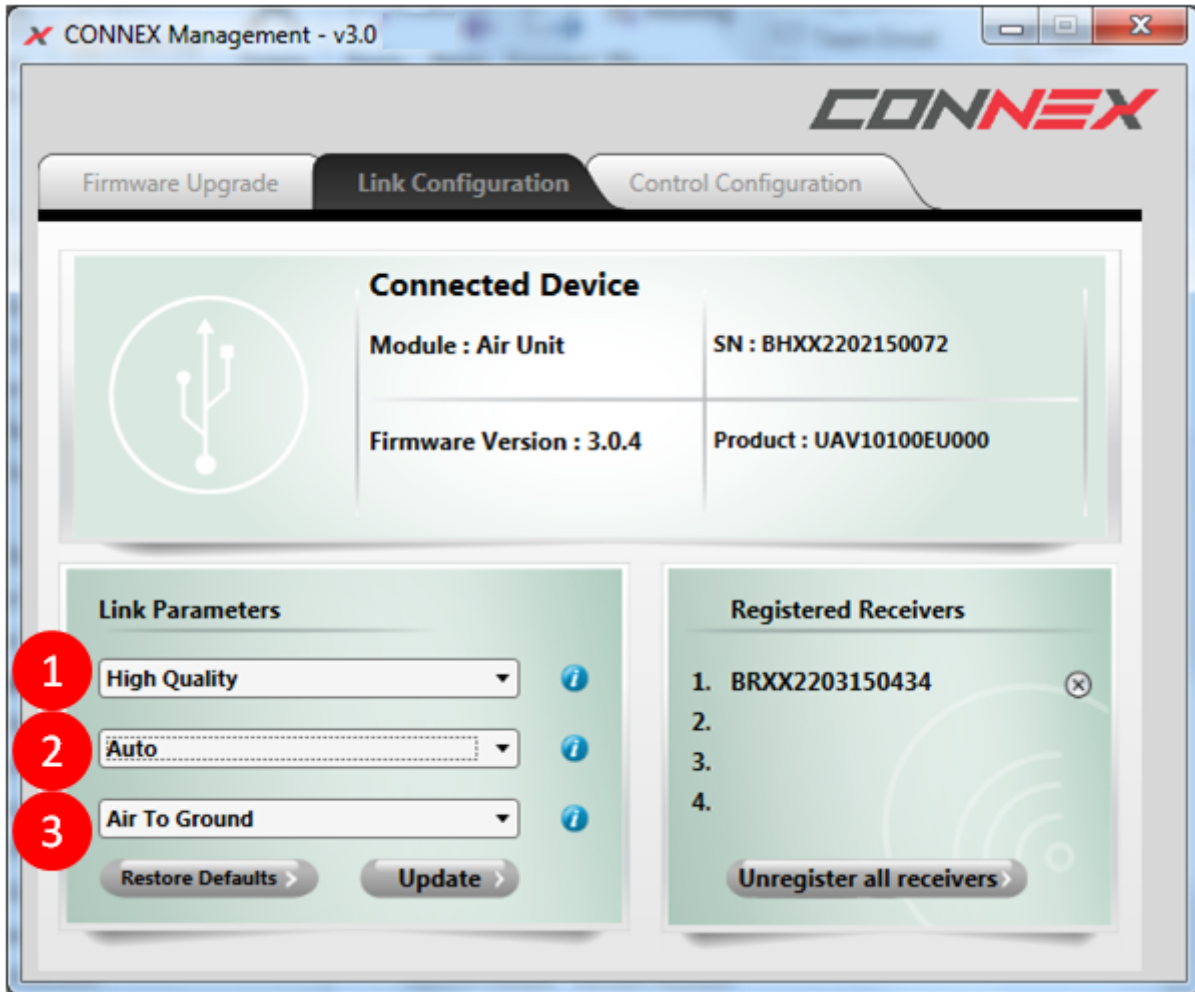 CONNEX Management - v3.0
CONNEX
Firmware Upgrade
Link Configuration
Control Configuration
Connected Device
Module : Air Unit
SN : BHXX2202150072
Firmware Version : 3.0.4
Product : UAV10100EU000
Link Parameters
1
High Quality
i
2
Auto
i
3
Air To Ground
i
Restore Defaults
Update
Registered Receivers
1. BRXX2203150434
2.
3.
4.
Unregister all receivers